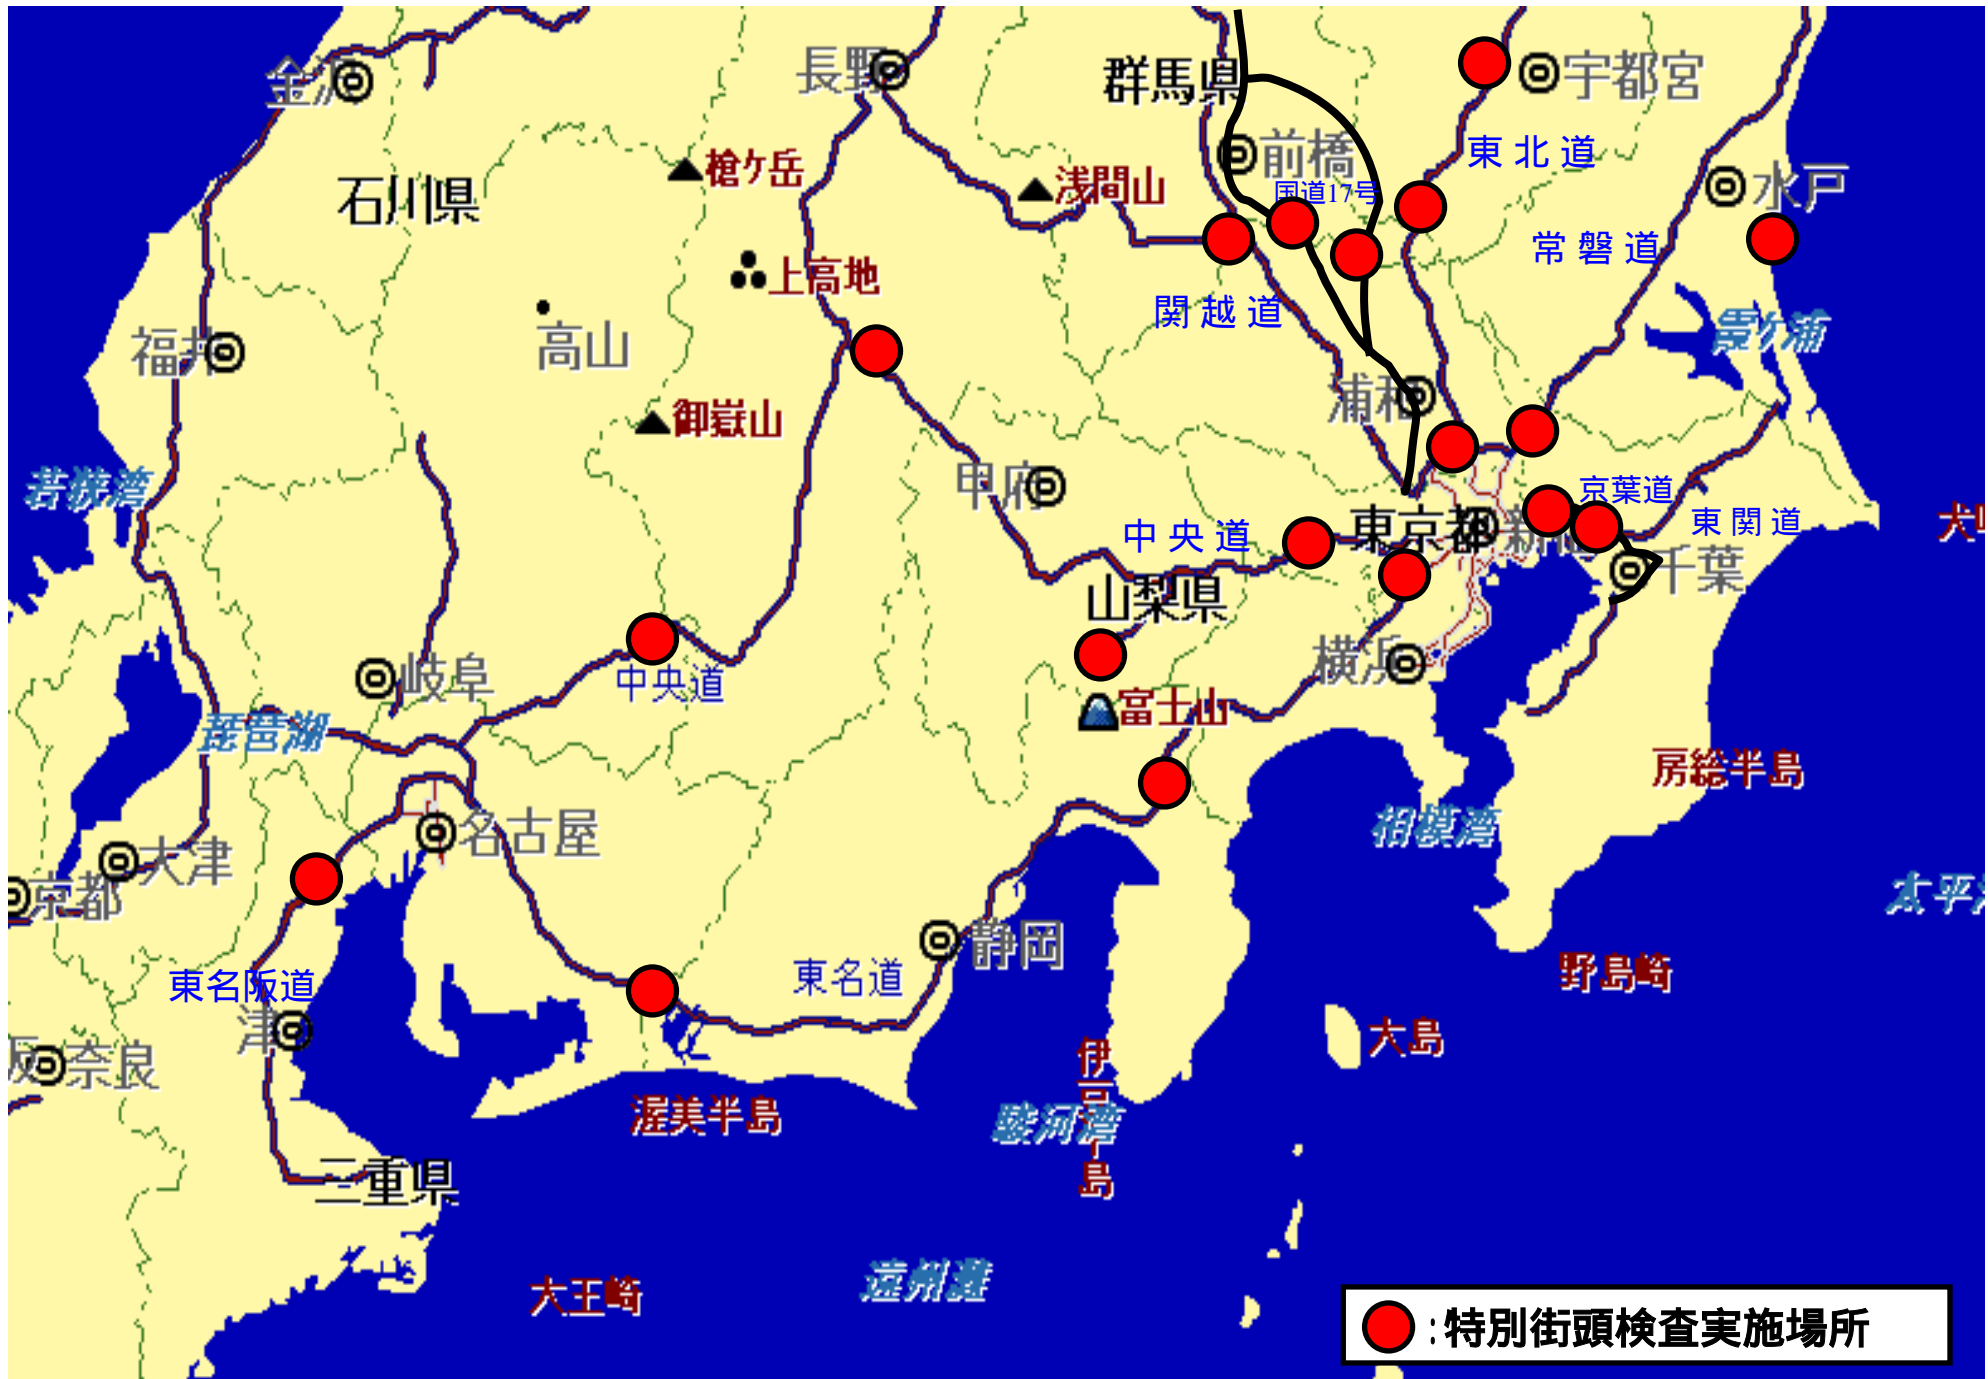 金沢
長野
群馬県
宇都宮
前橋
東北道
槍ケ岳
浅間山
国道17号
水戸
石川県
常磐道
上高地
関越道
霞ケ浦
福井
高山
浦和
御嶽山
若狭湾
甲府
京葉道
東関道
中央道
東京都
新宿
千葉
山梨県
岐阜
中央道
横浜
富士山
琵琶湖
房総半島
名古屋
相模湾
大津
京都
太平
静岡
野島崎
東名阪道
東名道
津
大島
奈良
渥美半島
駿河湾
三重県
遠州灘
大王崎
:特別街頭検査実施場所